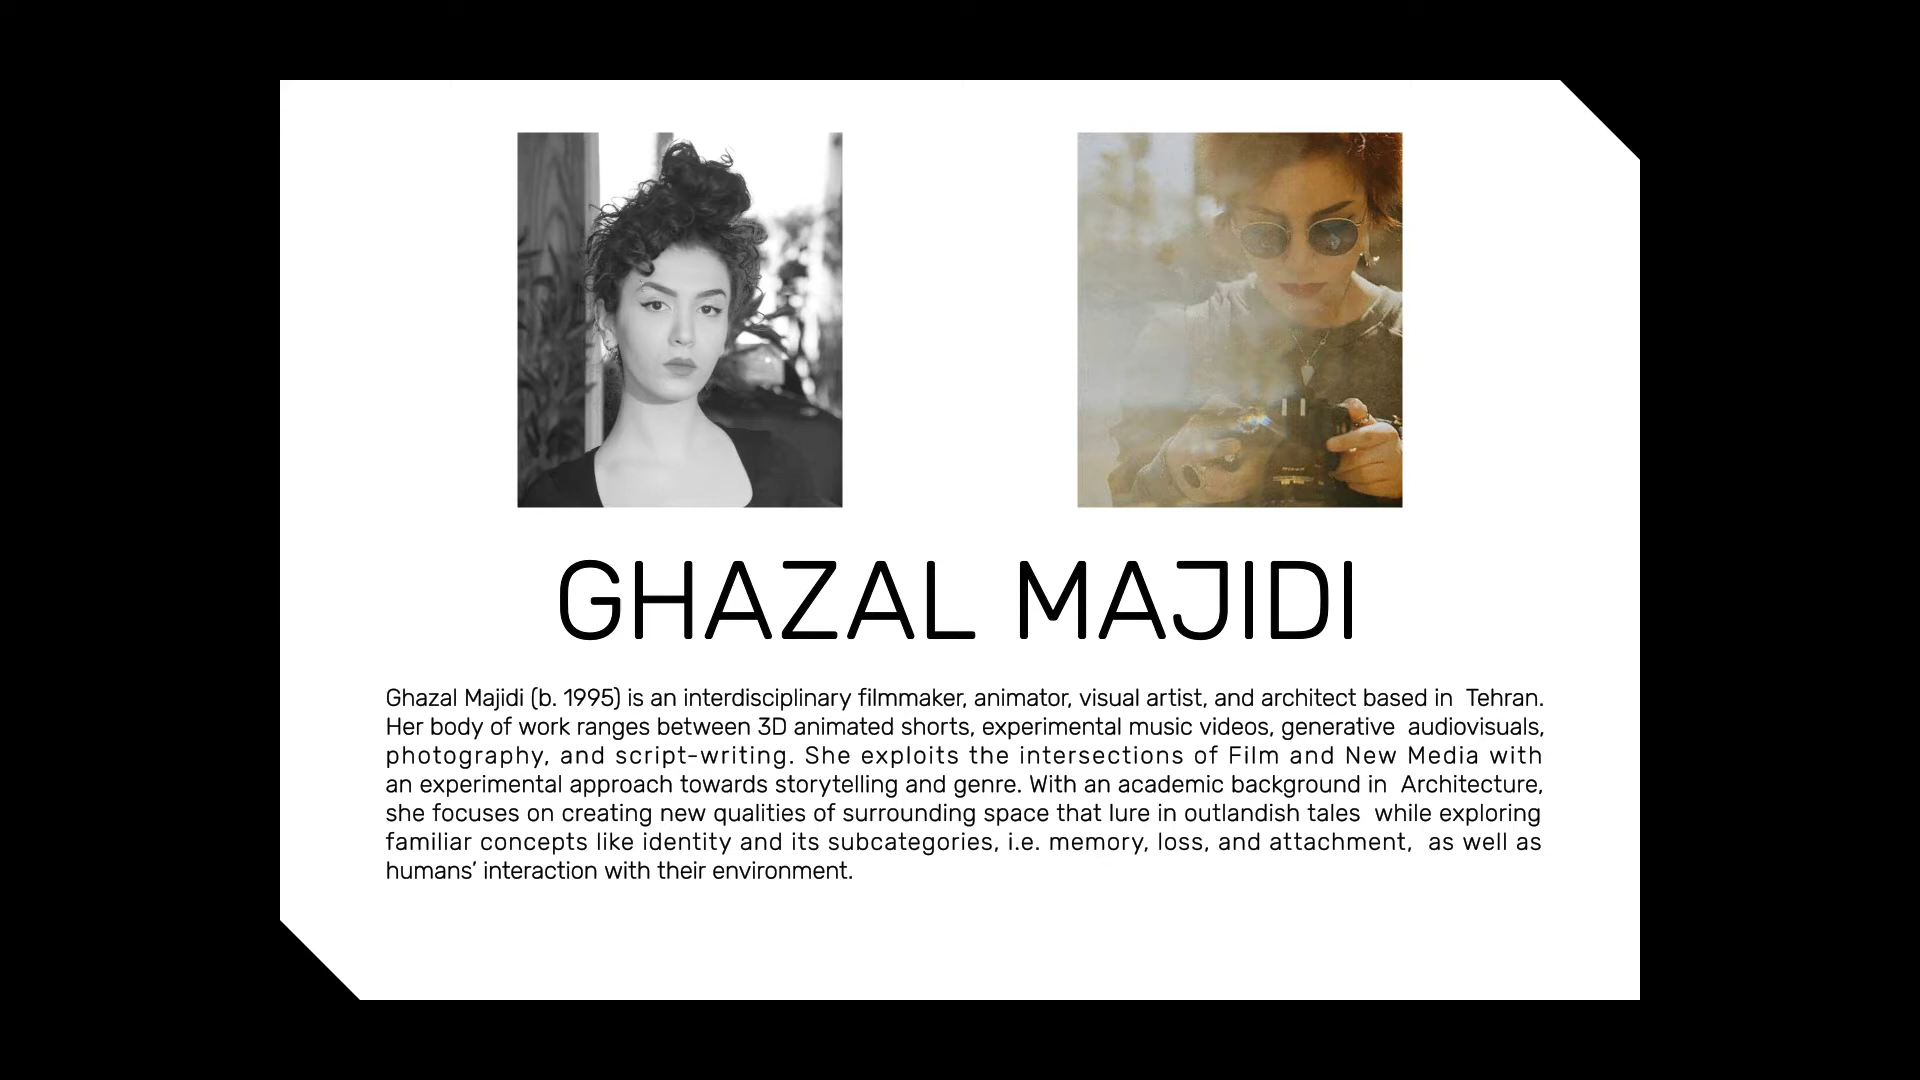 GHAZAL MAJIDI
Ghazal Majidi (b. 1995) is an interdisciplinary filmmaker, animator, visual artist, and architect based in Tehran.
Her body of work ranges between 3D animated shorts, experimental music videos, generative audiovisuals,
photography, and script-writing. She exploits the intersections of Film and New Media with
an experimental approach towards storytelling and genre. With an academic background in Architecture,
she focuses on creating new qualities of surrounding space that lure in outlandish tales while exploring
familiar concepts like identity and its subcategories, i.e. memory, loss, and attachment, as well as
humans’ interaction with their environment.